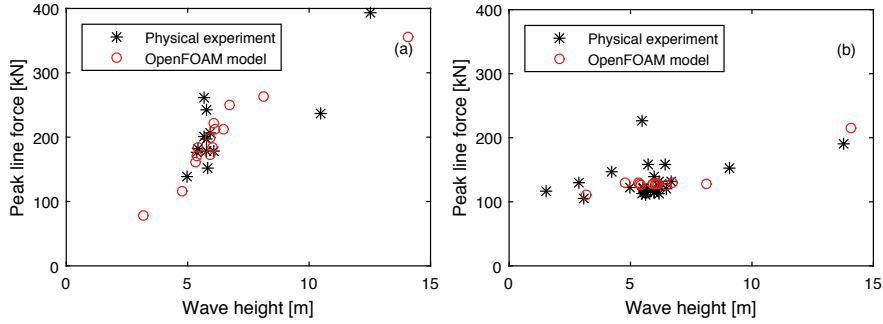 400
300
200
100
0
Peak line force [kN]
Physical experiment
OpenFOAM model
(a)
0
5
10
15
Wave height [m]
400
300
200
100
0
Peak line force [kN]
Physical experiment
OpenFOAM model
(b)
0
5
10
15
Wave height [m]